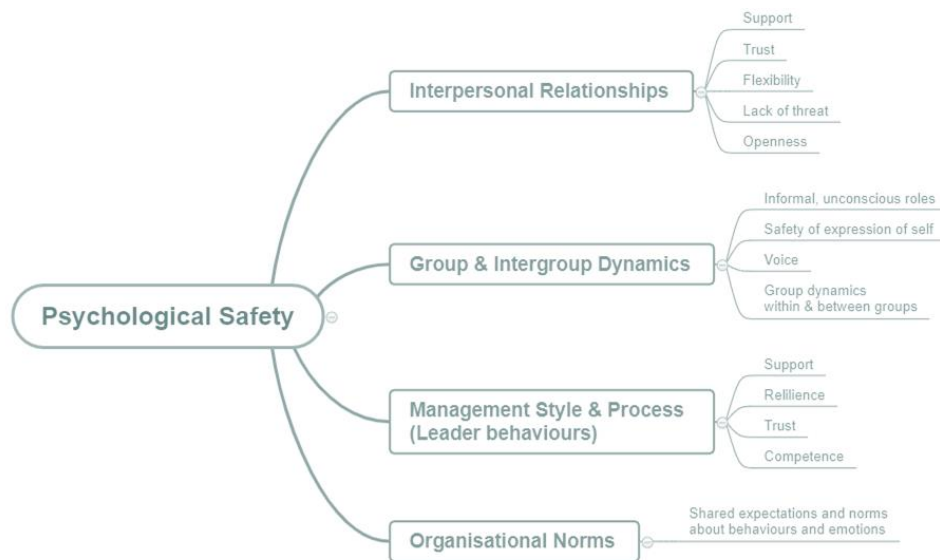 Psychological Safety
Interpersonal Relationships
Support
Trust
Flexibility
Lack of threat
Openness
Group & Intergroup Dynamics
Informal, unconscious roles
Safety of expression of self
Voice
Group dynamics
within & between groups
Management Style & Process
(Leader behaviours)
Support
Relilience
Trust
Competence
Organisational Norms
Shared expectations and norms
about behaviours and emotions